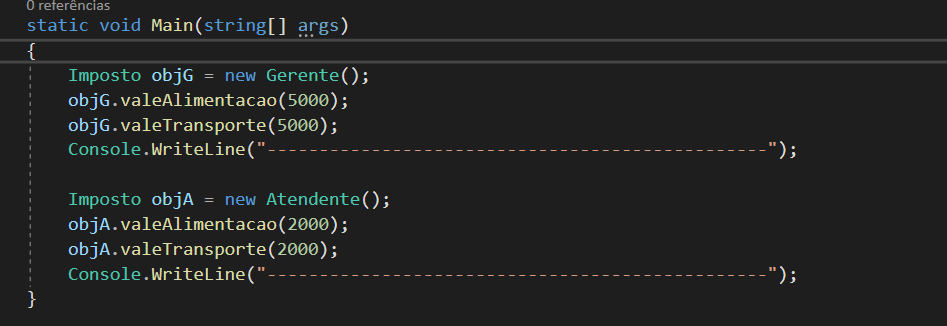 0 referências
static void Main(string[] args)
{
Imposto objG = new Gerente();
objG.valeAlimentacao(5000);
objG.valeTransporte(5000);
Console.WriteLine("------------------------------------------------");
Imposto objA = new Atendente();
objA.valeAlimentacao(2000);
objA.valeTransporte(2000);
Console.WriteLine("------------------------------------------------");
}